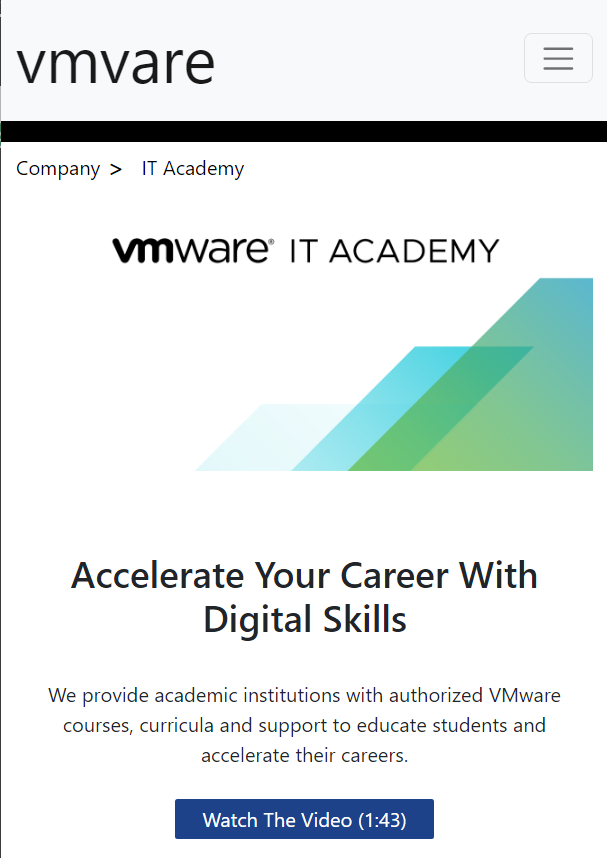 vmvare
Company > IT Academy
vmware® IT ACADEMY
Accelerate Your Career With
Digital Skills
We provide academic institutions with authorized VMware
courses, curricula and support to educate students and
accelerate their careers.
Watch The Video (1:43)